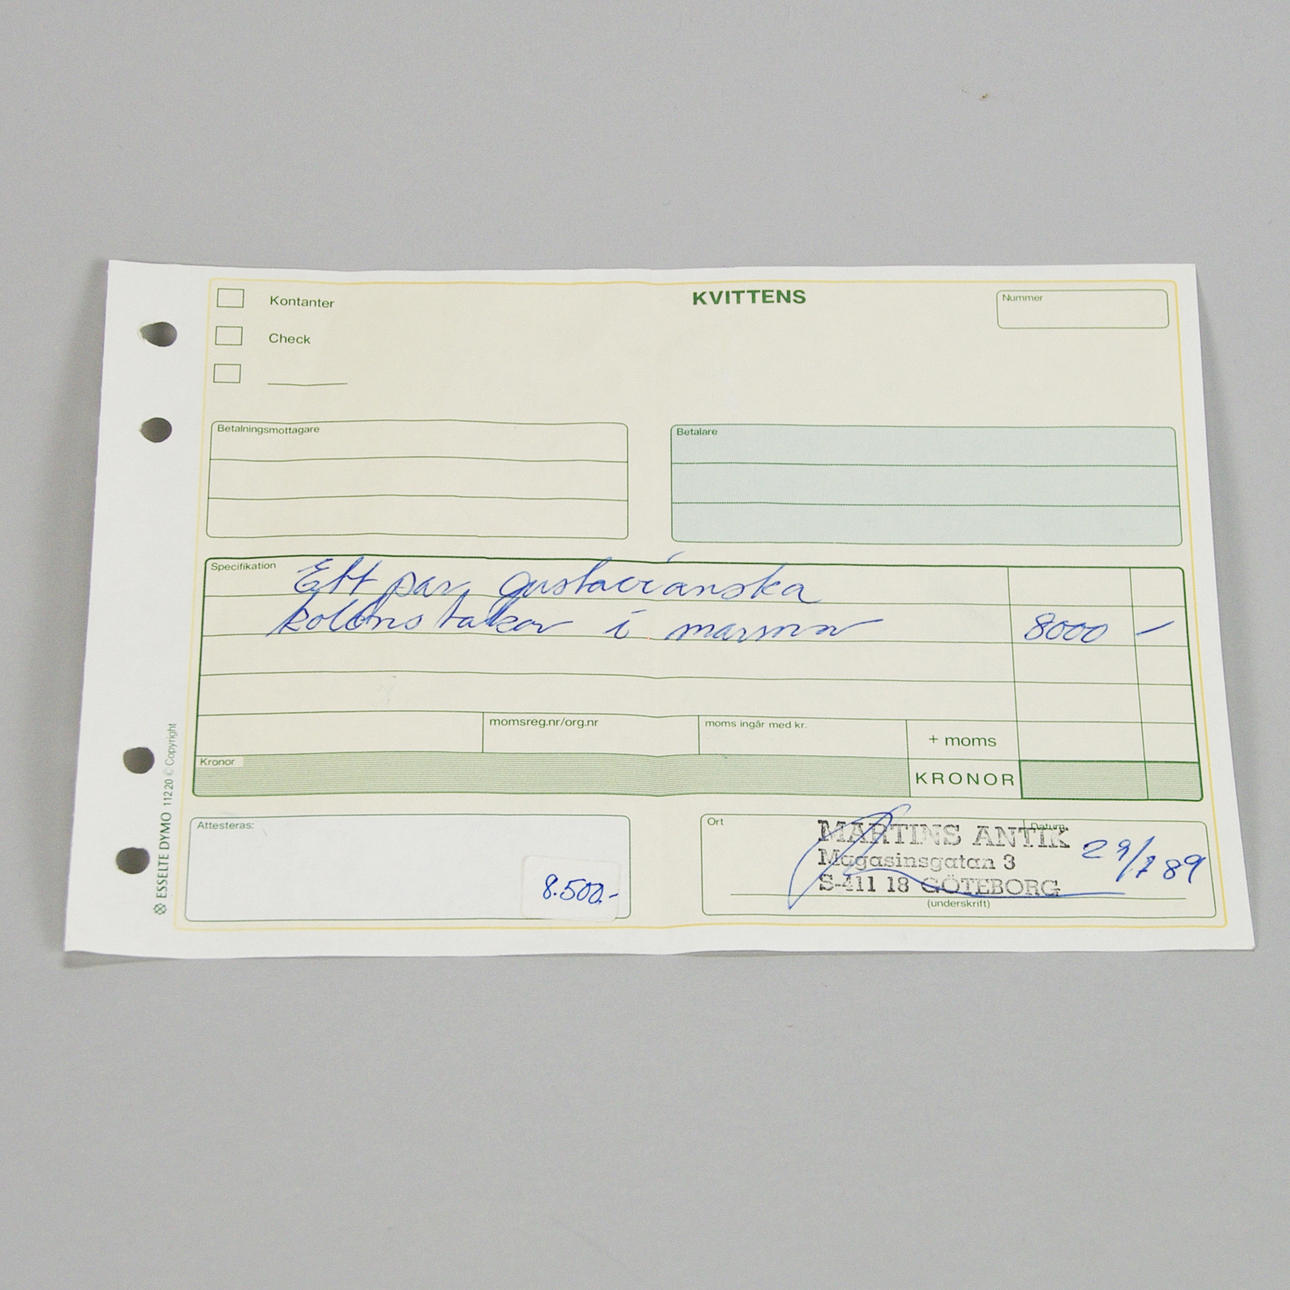 Kontanter
KVITTENS
Nummer
Check
Betalningsmottagare
Betalare
Specifikation
Ett par gustavianska
kolonstakar i marmor 8000 –
momsreg.nr/org.nr
moms ingår med kr.
+ moms
Kronor
KRONOR
Attesteras:
8.500.-
Ort
Datum
MARTINS ANTIK
Magasinsgatan 3
S-411 18 GÖTEBORG
29/7 89
(underskrift)
ESSELTE DYMO 11220 © Copyright